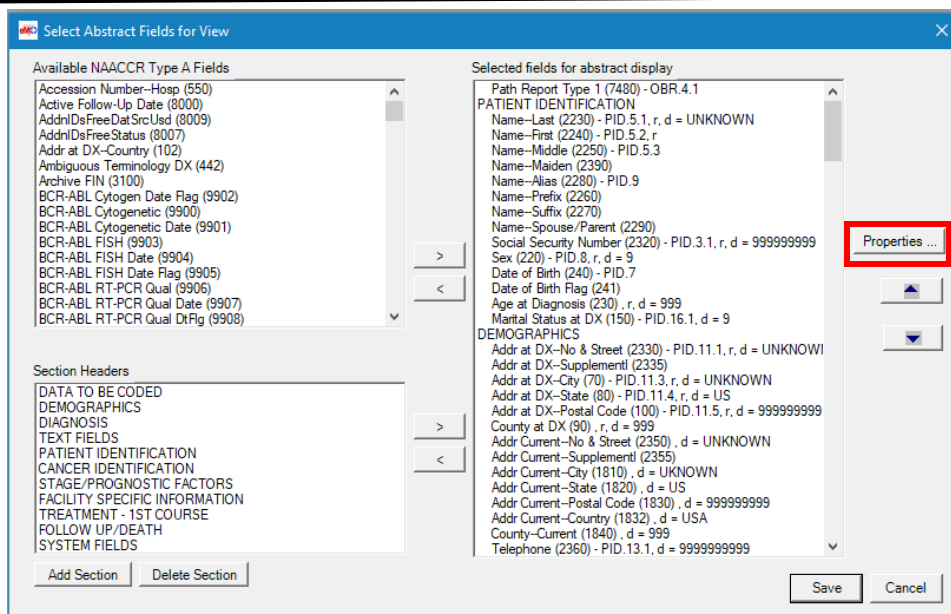 eMO Select Abstract Fields for View
Available NAACCR Type A Fields
Accession Number--Hosp (550)
Active Follow-Up Date (8000)
AddnlDsFreeDatSrcUsd (8009)
AddnlDsFreeStatus (8007)
Addr at DX--Country (102)
Ambiguous Terminology DX (442)
Archive FIN (3100)
BCR-ABL Cytogen Date Flag (9902)
BCR-ABL Cytogenetic (9900)
BCR-ABL Cytogenetic Date (9901)
BCR-ABL FISH (9903)
BCR-ABL FISH Date (9904)
BCR-ABL FISH Date Flag (9905)
BCR-ABL RT-PCR Qual (9906)
BCR-ABL RT-PCR Qual Date (9907)
BCR-ABL RT-PCR Qual DtFlg (9908)
>
<
Section Headers
DATA TO BE CODED
DEMOGRAPHICS
DIAGNOSIS
TEXT FIELDS
PATIENT IDENTIFICATION
CANCER IDENTIFICATION
STAGE/PROGNOSTIC FACTORS
FACILITY SPECIFIC INFORMATION
TREATMENT - 1ST COURSE
FOLLOW UP/DEATH
SYSTEM FIELDS
>
<
Add Section Delete Section
Selected fields for abstract display
Path Report Type 1 (7480) - OBR.4.1
PATIENT IDENTIFICATION
Name--Last (2230) - PID.5.1, r, d = UNKNOWN
Name--First (2240) - PID.5.2, r
Name--Middle (2250) - PID.5.3
Name--Maiden (2390)
Name--Alias (2280) - PID.9
Name--Prefix (2260)
Name--Suffix (2270)
Name--Spouse/Parent (2290)
Social Security Number (2320) - PID.3.1, r, d = 999999999
Sex (220) - PID.8, r, d = 9
Date of Birth (240) - PID.7
Date of Birth Flag (241)
Age at Diagnosis (230) , r, d = 999
Marital Status at DX (150) - PID.16.1, d = 9
DEMOGRAPHICS
Addr at DX--No & Street (2330) - PID.11.1, r, d = UNKNOWI
Addr at DX--Supplementl (2335)
Addr at DX--City (70) - PID.11.3, r, d = UNKNOWN
Addr at DX--State (80) - PID.11.4, r, d = US
Addr at DX--Postal Code (100) - PID.11.5, r, d = 999999999
County at DX (90) , r, d = 999
Addr Current--No & Street (2350) , d = UNKNOWN
Addr Current--Supplementl (2355)
Addr Current--City (1810) , d = UKNOWN
Addr Current--State (1820) , d = US
Addr Current--Postal Code (1830) , d = 999999999
Addr Current--Country (1832) , d = USA
County--Current (1840) , d = 999
Telephone (2360) - PID.13.1, d = 9999999999
Properties ...
Save Cancel